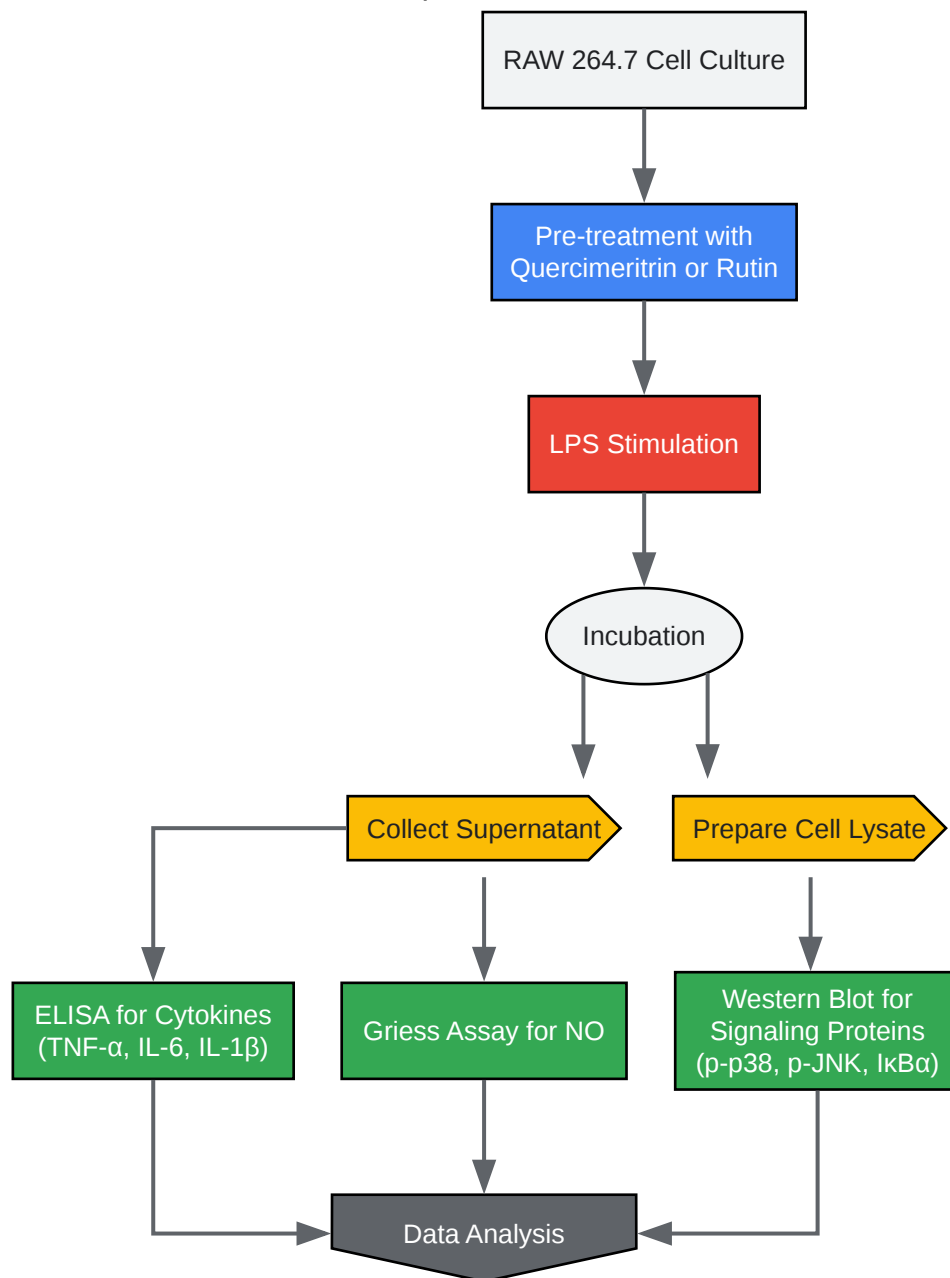 RAW 264.7 Cell Culture
Pre-treatment with
Quercimeritrin or Rutin
LPS Stimulation
Incubation
Collect Supernatant
Prepare Cell Lysate
ELISA for Cytokines
(TNF-α, IL-6, IL-1β)
Griess Assay for NO
Western Blot for
Signaling Proteins
(p-p38, p-JNK, IκBα)
Data Analysis